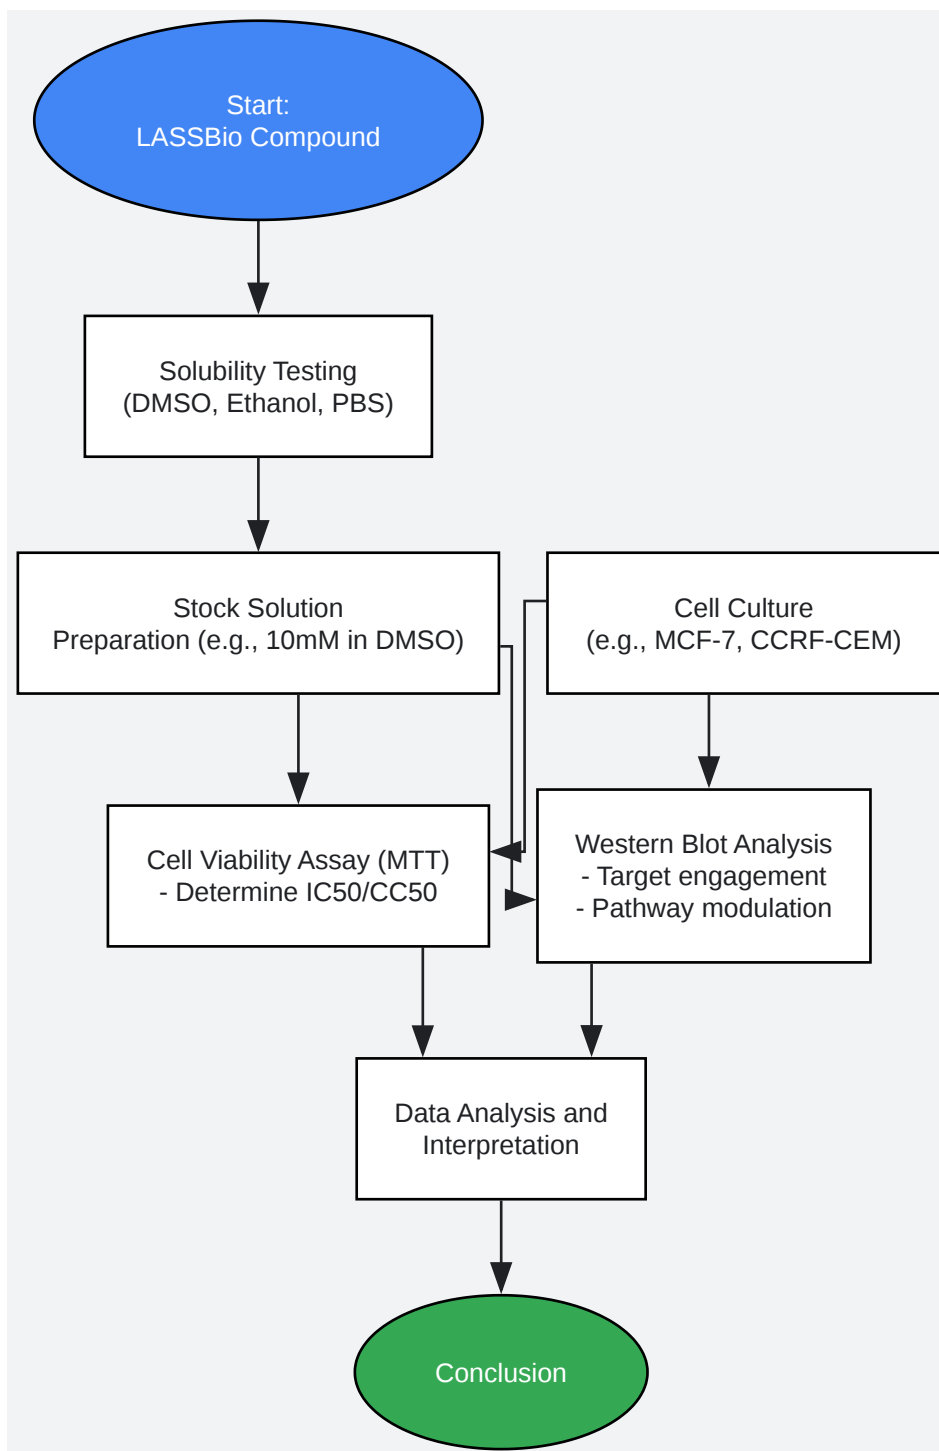 Start:
LASSBio Compound
Solubility Testing
(DMSO, Ethanol, PBS)
Stock Solution
Preparation (e.g., 10mM in DMSO)
Cell Culture
(e.g., MCF-7, CCRF-CEM)
Cell Viability Assay (MTT)
- Determine IC50/CC50
Western Blot Analysis
- Target engagement
- Pathway modulation
Data Analysis and
Interpretation
Conclusion